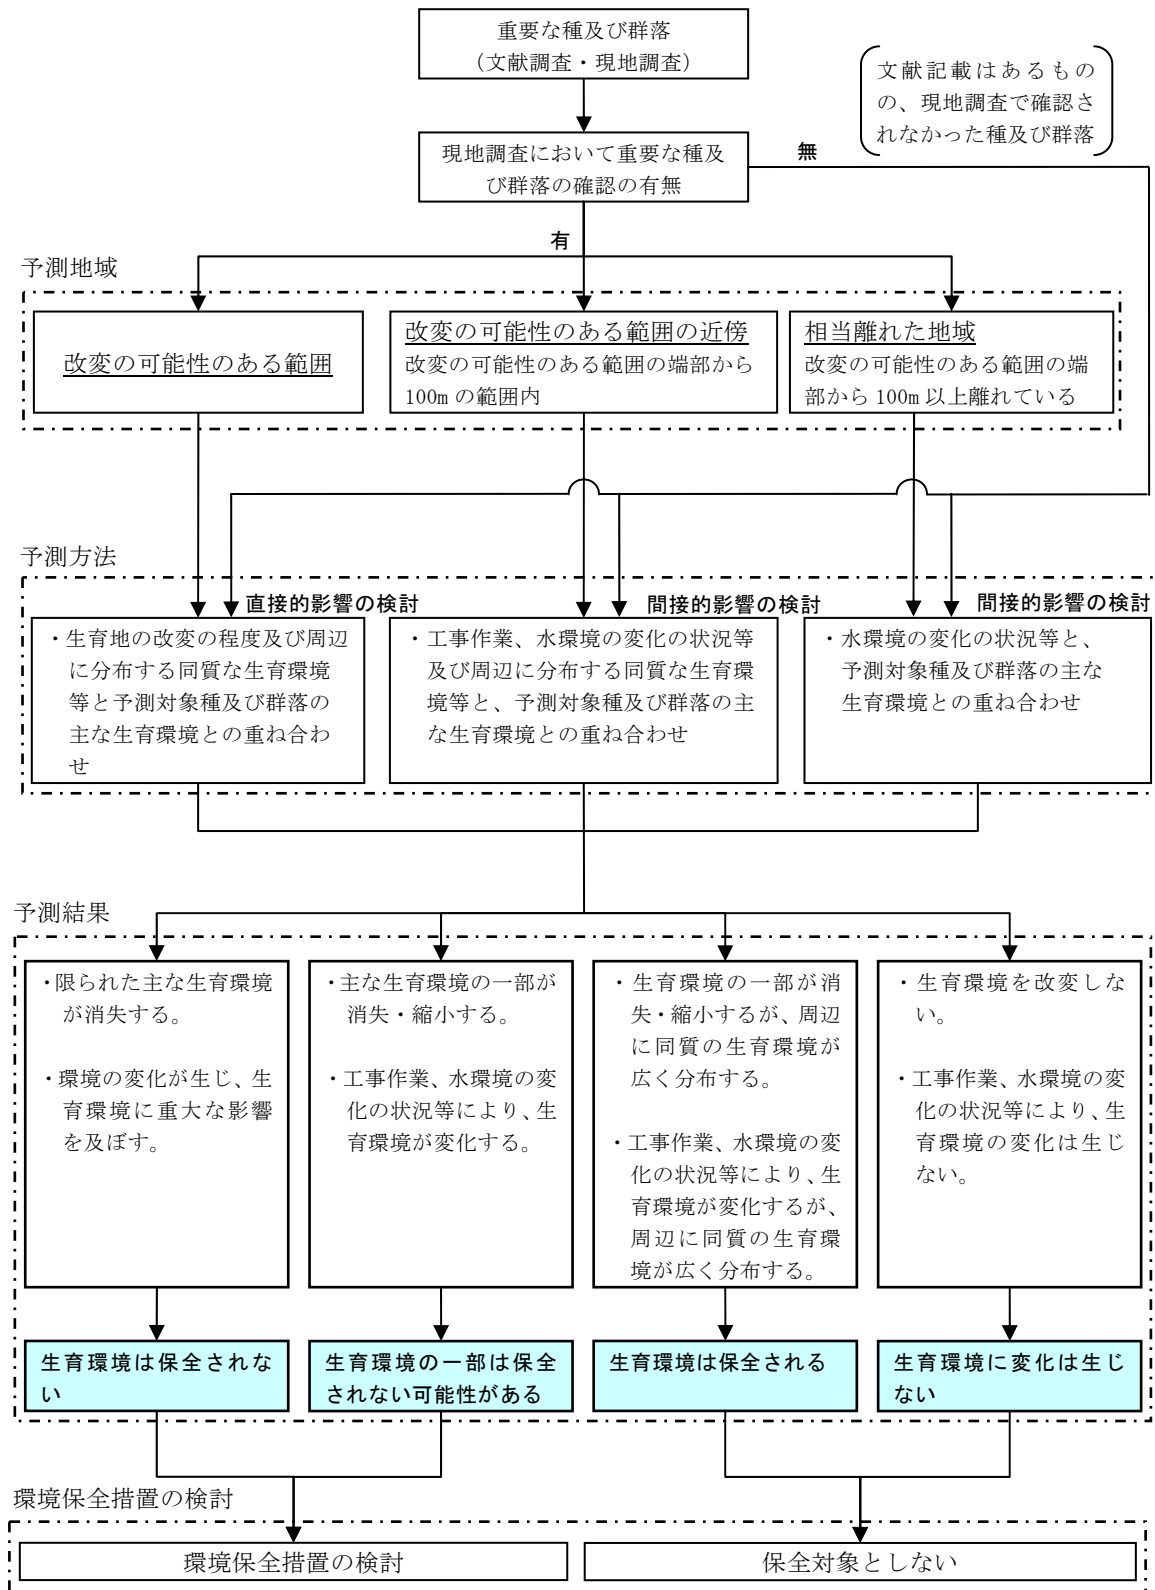 重要な種及び群落
（文献調査・現地調査）
文献記載はあるもの
の、現地調査で確認さ
れなかった種及び群落
現地調査において重要な種及
び群落の確認の有無
無
有
予測地域
改変の可能性のある範囲
改変の可能性のある範囲の近傍
改変の可能性のある範囲の端部から
100m の範囲内
相当離れた地域
改変の可能性のある範囲の端
部から 100m 以上離れている
予測方法
直接的影響の検討
・生育地の改変の程度及び周辺
に分布する同質な生育環境
等と予測対象種及び群落の
主な生育環境との重ね合わ
せ
間接的影響の検討
・工事作業、水環境の変化の状況等
及び周辺に分布する同質な生育環
境等と、予測対象種及び群落の主
な生育環境との重ね合わせ
間接的影響の検討
・水環境の変化の状況等と、
予測対象種及び群落の主な
生育環境との重ね合わせ
予測結果
・限られた主な生育環境
が消失する。
・環境の変化が生じ、生
育環境に重大な影響
を及ぼす。
・主な生育環境の一部が
消失・縮小する。
・工事作業、水環境の変
化の状況等により、生
育環境が変化する。
・生育環境の一部が消
失・縮小するが、周辺
に同質の生育環境が
広く分布する。
・工事作業、水環境の変
化の状況等により、生
育環境が変化するが、
周辺に同質の生育環
境が広く分布する。
・生育環境を改変しな
い。
・工事作業、水環境の変
化の状況等により、生
育環境の変化は生じ
ない。
生育環境は保全されな
い
生育環境の一部は保全
されない可能性がある
生育環境は保全される
生育環境に変化は生じ
ない
環境保全措置の検討
環境保全措置の検討
保全対象としない